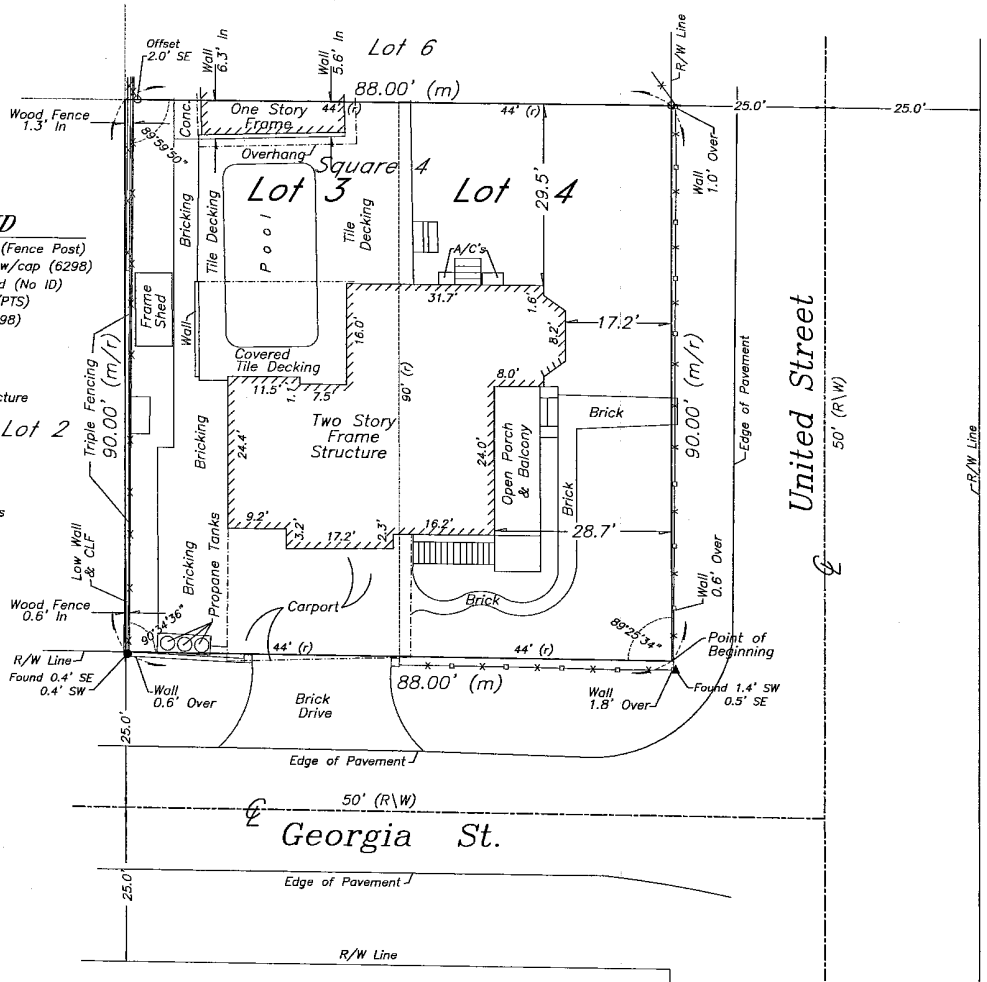 Offset
2.0' SE
Wall
6.3' In
Wall
5.6' In
Lot 6
R/W Line
88.00' (m)
44' (r)
44' (r)
25.0'
25.0'
Wood Fence
1.3' In
89°59'50"
Conc.
One Story
Frame
Overhang
Square 4
Lot 3
Lot 4
Wall
1.0' Over
29.5'
(Fence Post)
w/cap (6298)
(No ID)
Bricking
Tile Decking
Pool
Tile Decking
A/C's
31.7'
1.6'
8.2'
17.2'
Frame
Shed
Wall
16.0'
Covered
Tile Decking
11.5'
1.1'
7.5'
8.0'
90' (r)
Triple Fencing
90.00' (m/r)
90.00' (m/r)
Edge of Pavement
United Street
50' (R\W)
R/W Line
Lot 2
Bricking
24.4'
Two Story
Frame
Structure
24.0'
Open Porch
& Balcony
Brick
Brick
9.2'
3.2'
17.2'
2.3'
16.2'
28.7'
Low Wall
& CLF
Bricking
Propane Tanks
Carport
Brick
Wall
0.6' Over
Wood Fence
0.6' In
90°34'36"
89°25'34"
Point of
Beginning
R/W Line
Found 0.4' SE
0.4' SW
44' (r)
44' (r)
88.00' (m)
Wall
0.6' Over
Wall
1.8' Over
Found 1.4' SW
0.5' SE
Brick
Drive
25.0'
Edge of Pavement
50' (R\W)
Georgia St.
Edge of Pavement
25.0'
R/W Line